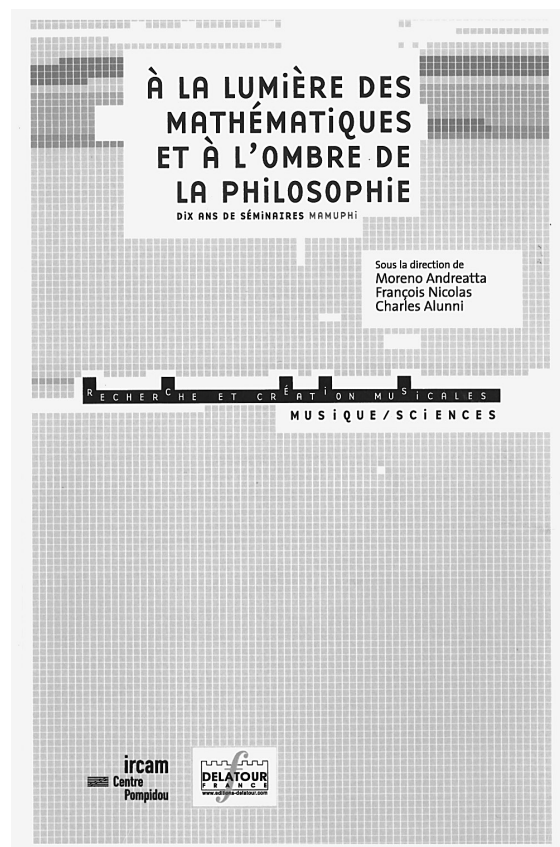 À LA LUMiÈRE DES
MATHÉMATiQUES
ET À L'OMBRE DE
LA PHiLOSOPHiE
DiX ANS DE SÉMiNAiRES MAMUPHi
Sous la direction de
Moreno Andreatta
François Nicolas
Charles Alunni
RECHERCHE ET CRÉATiON MUSiCALES
MUSiQUE/SCiENCES
ircam
Centre
Pompidou
DELATOUR
FRANCE
www.editions-delatour.com